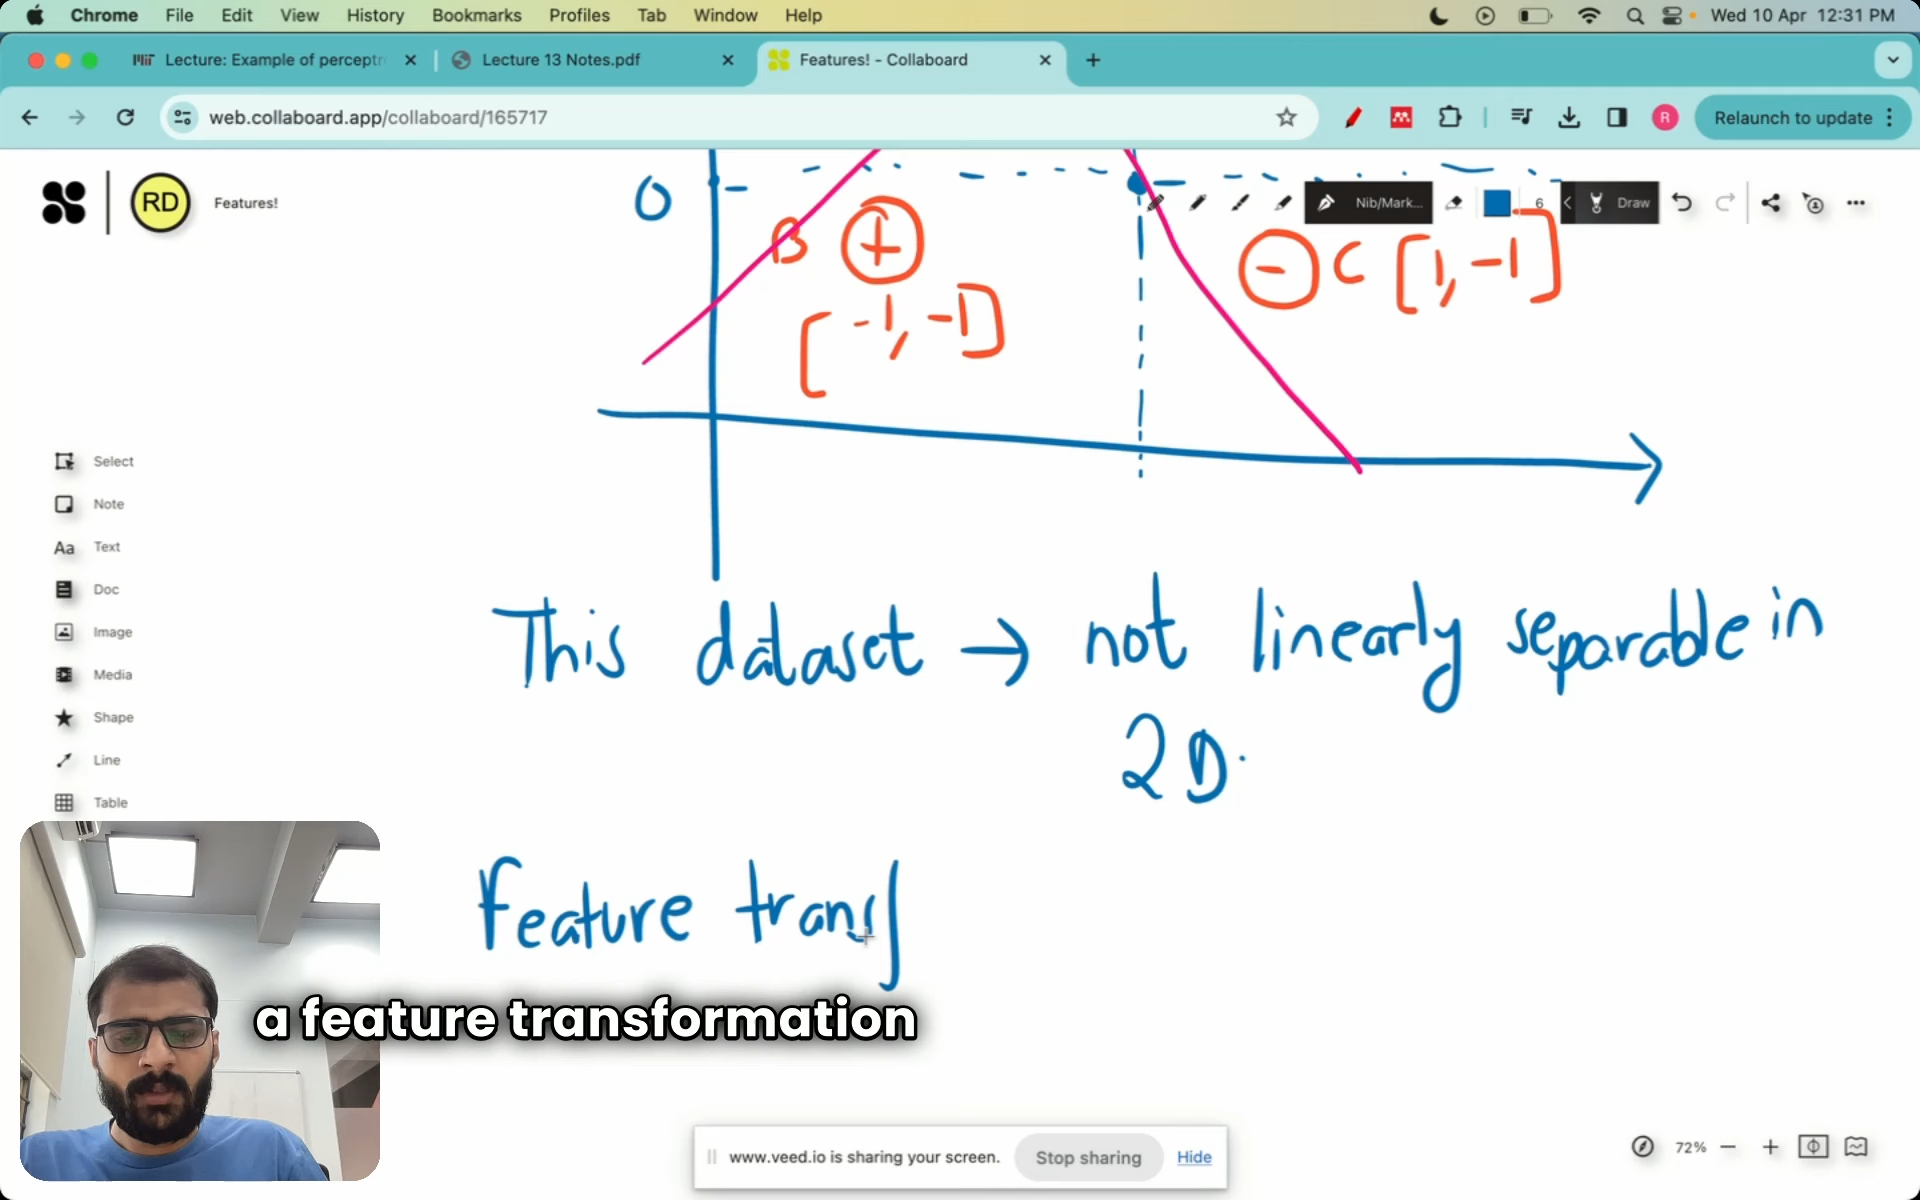 Chrome File Edit View History Bookmarks Profiles Tab Window Help Wed 10 Apr 12:31 PM
MIT Lecture: Example of perceptr Lecture 13 Notes.pdf Features! - Collaboard
web.collaboard.app/collaboard/165717 R Relaunch to update
RD Features! Nib/Mark... 6 Draw
0
B + - C [1, -1]
[-1, -1]
Select
Note
Text
Doc
Image
Media
Shape
Line
Table
This dataset → not linearly separable in
2D.
Feature transf
a feature transformation
www.veed.io is sharing your screen. Stop sharing Hide
72%